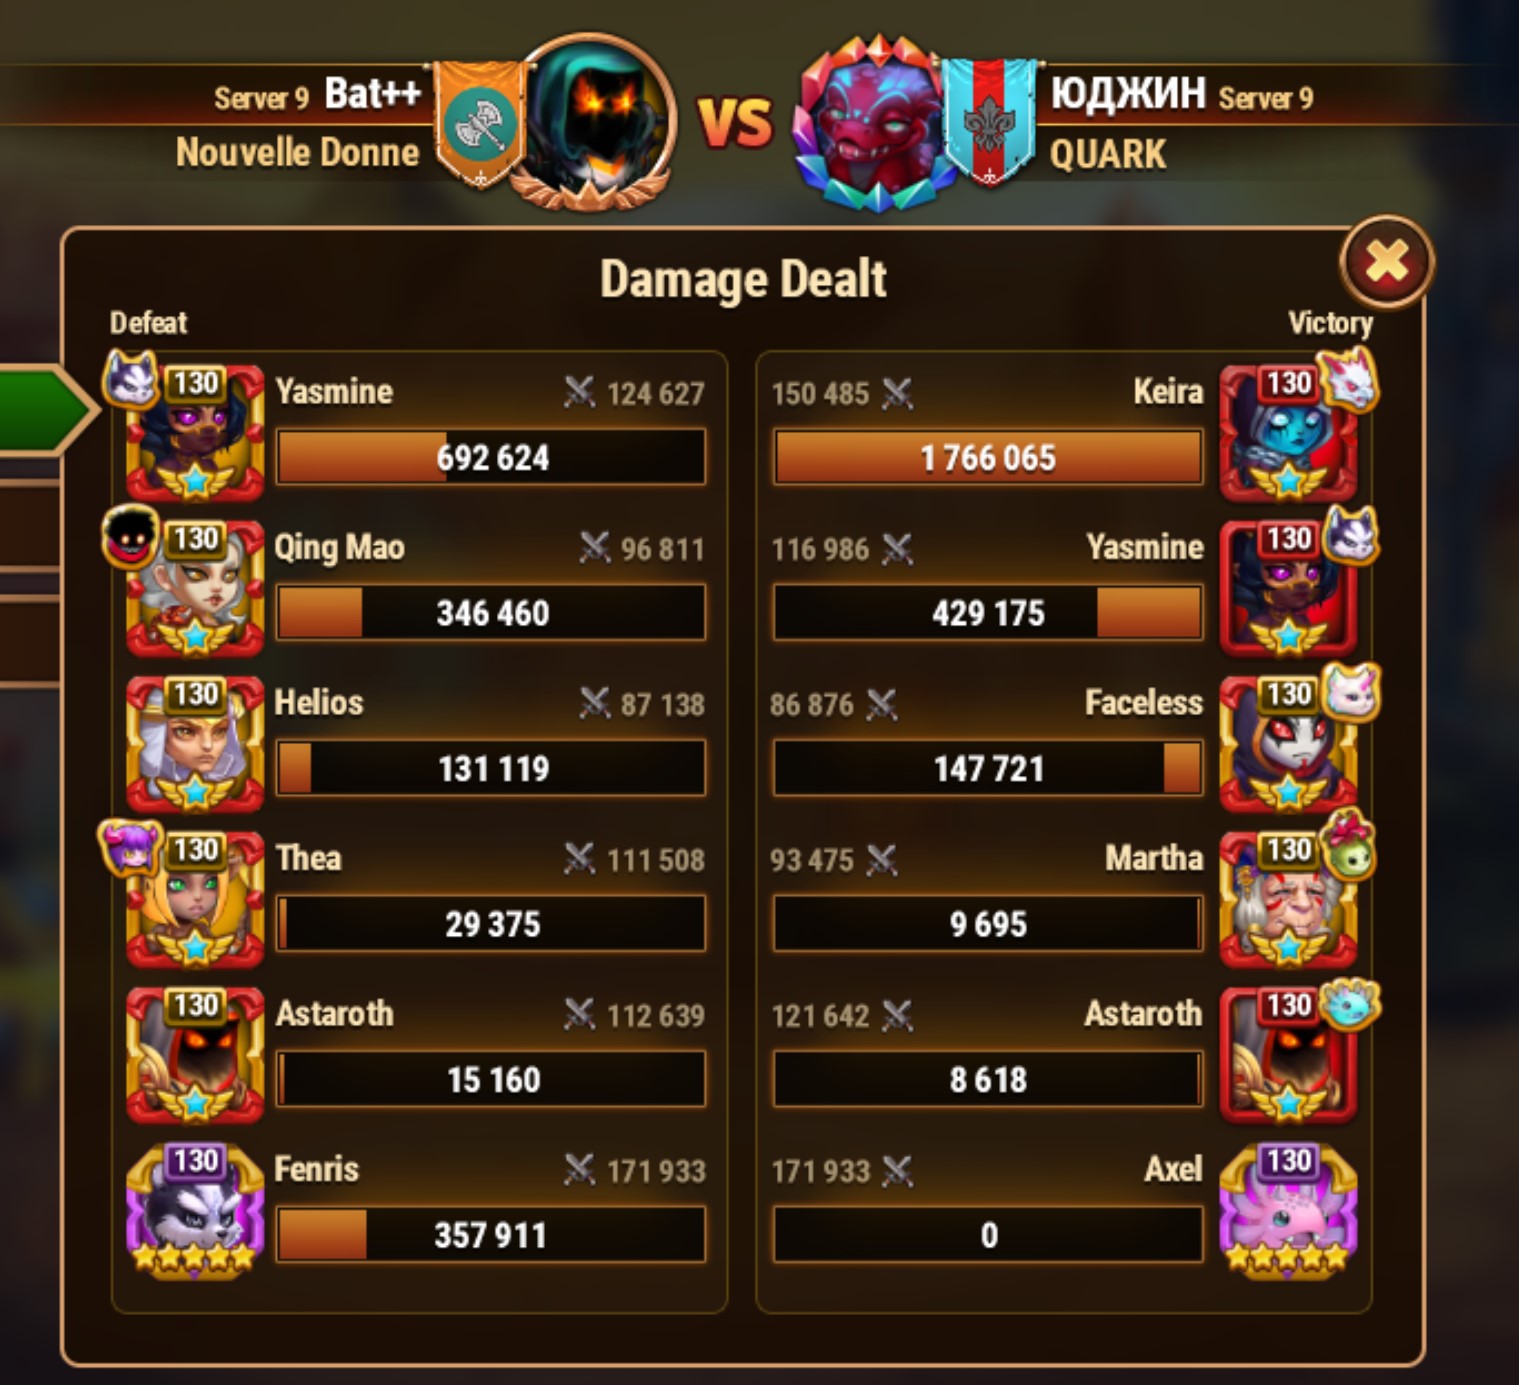 Server 9 Bat++
Nouvelle Donne
VS
ЮДЖИН Server 9
QUARK
Damage Dealt
Defeat
Victory
130 Yasmine 124 627
692 624
130 Qing Mao 96 811
346 460
130 Helios 87 138
131 119
130 Thea 111 508
29 375
130 Astaroth 112 639
15 160
130 Fenris 171 933
357 911
150 485 Keira 130
1 766 065
116 986 Yasmine 130
429 175
86 876 Faceless 130
147 721
93 475 Martha 130
9 695
121 642 Astaroth 130
8 618
171 933 Axel 130
0